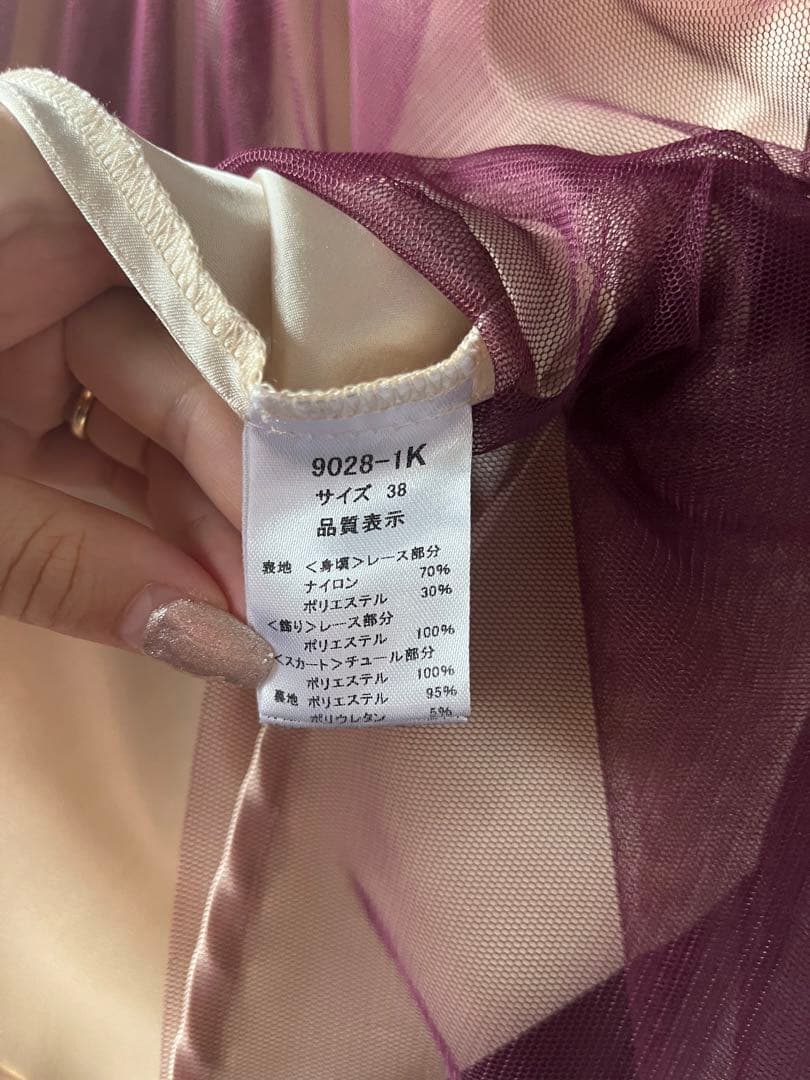 9028-1K
サイズ 38
品質表示
表地 <身頃>レース部分
ナイロン 70%
ポリエステル 30%
<飾り>レース部分
ポリエステル 100%
<スカート>チュール部分
ポリエステル 100%
裏地 ポリエステル 95%
ポリウレタン 5%